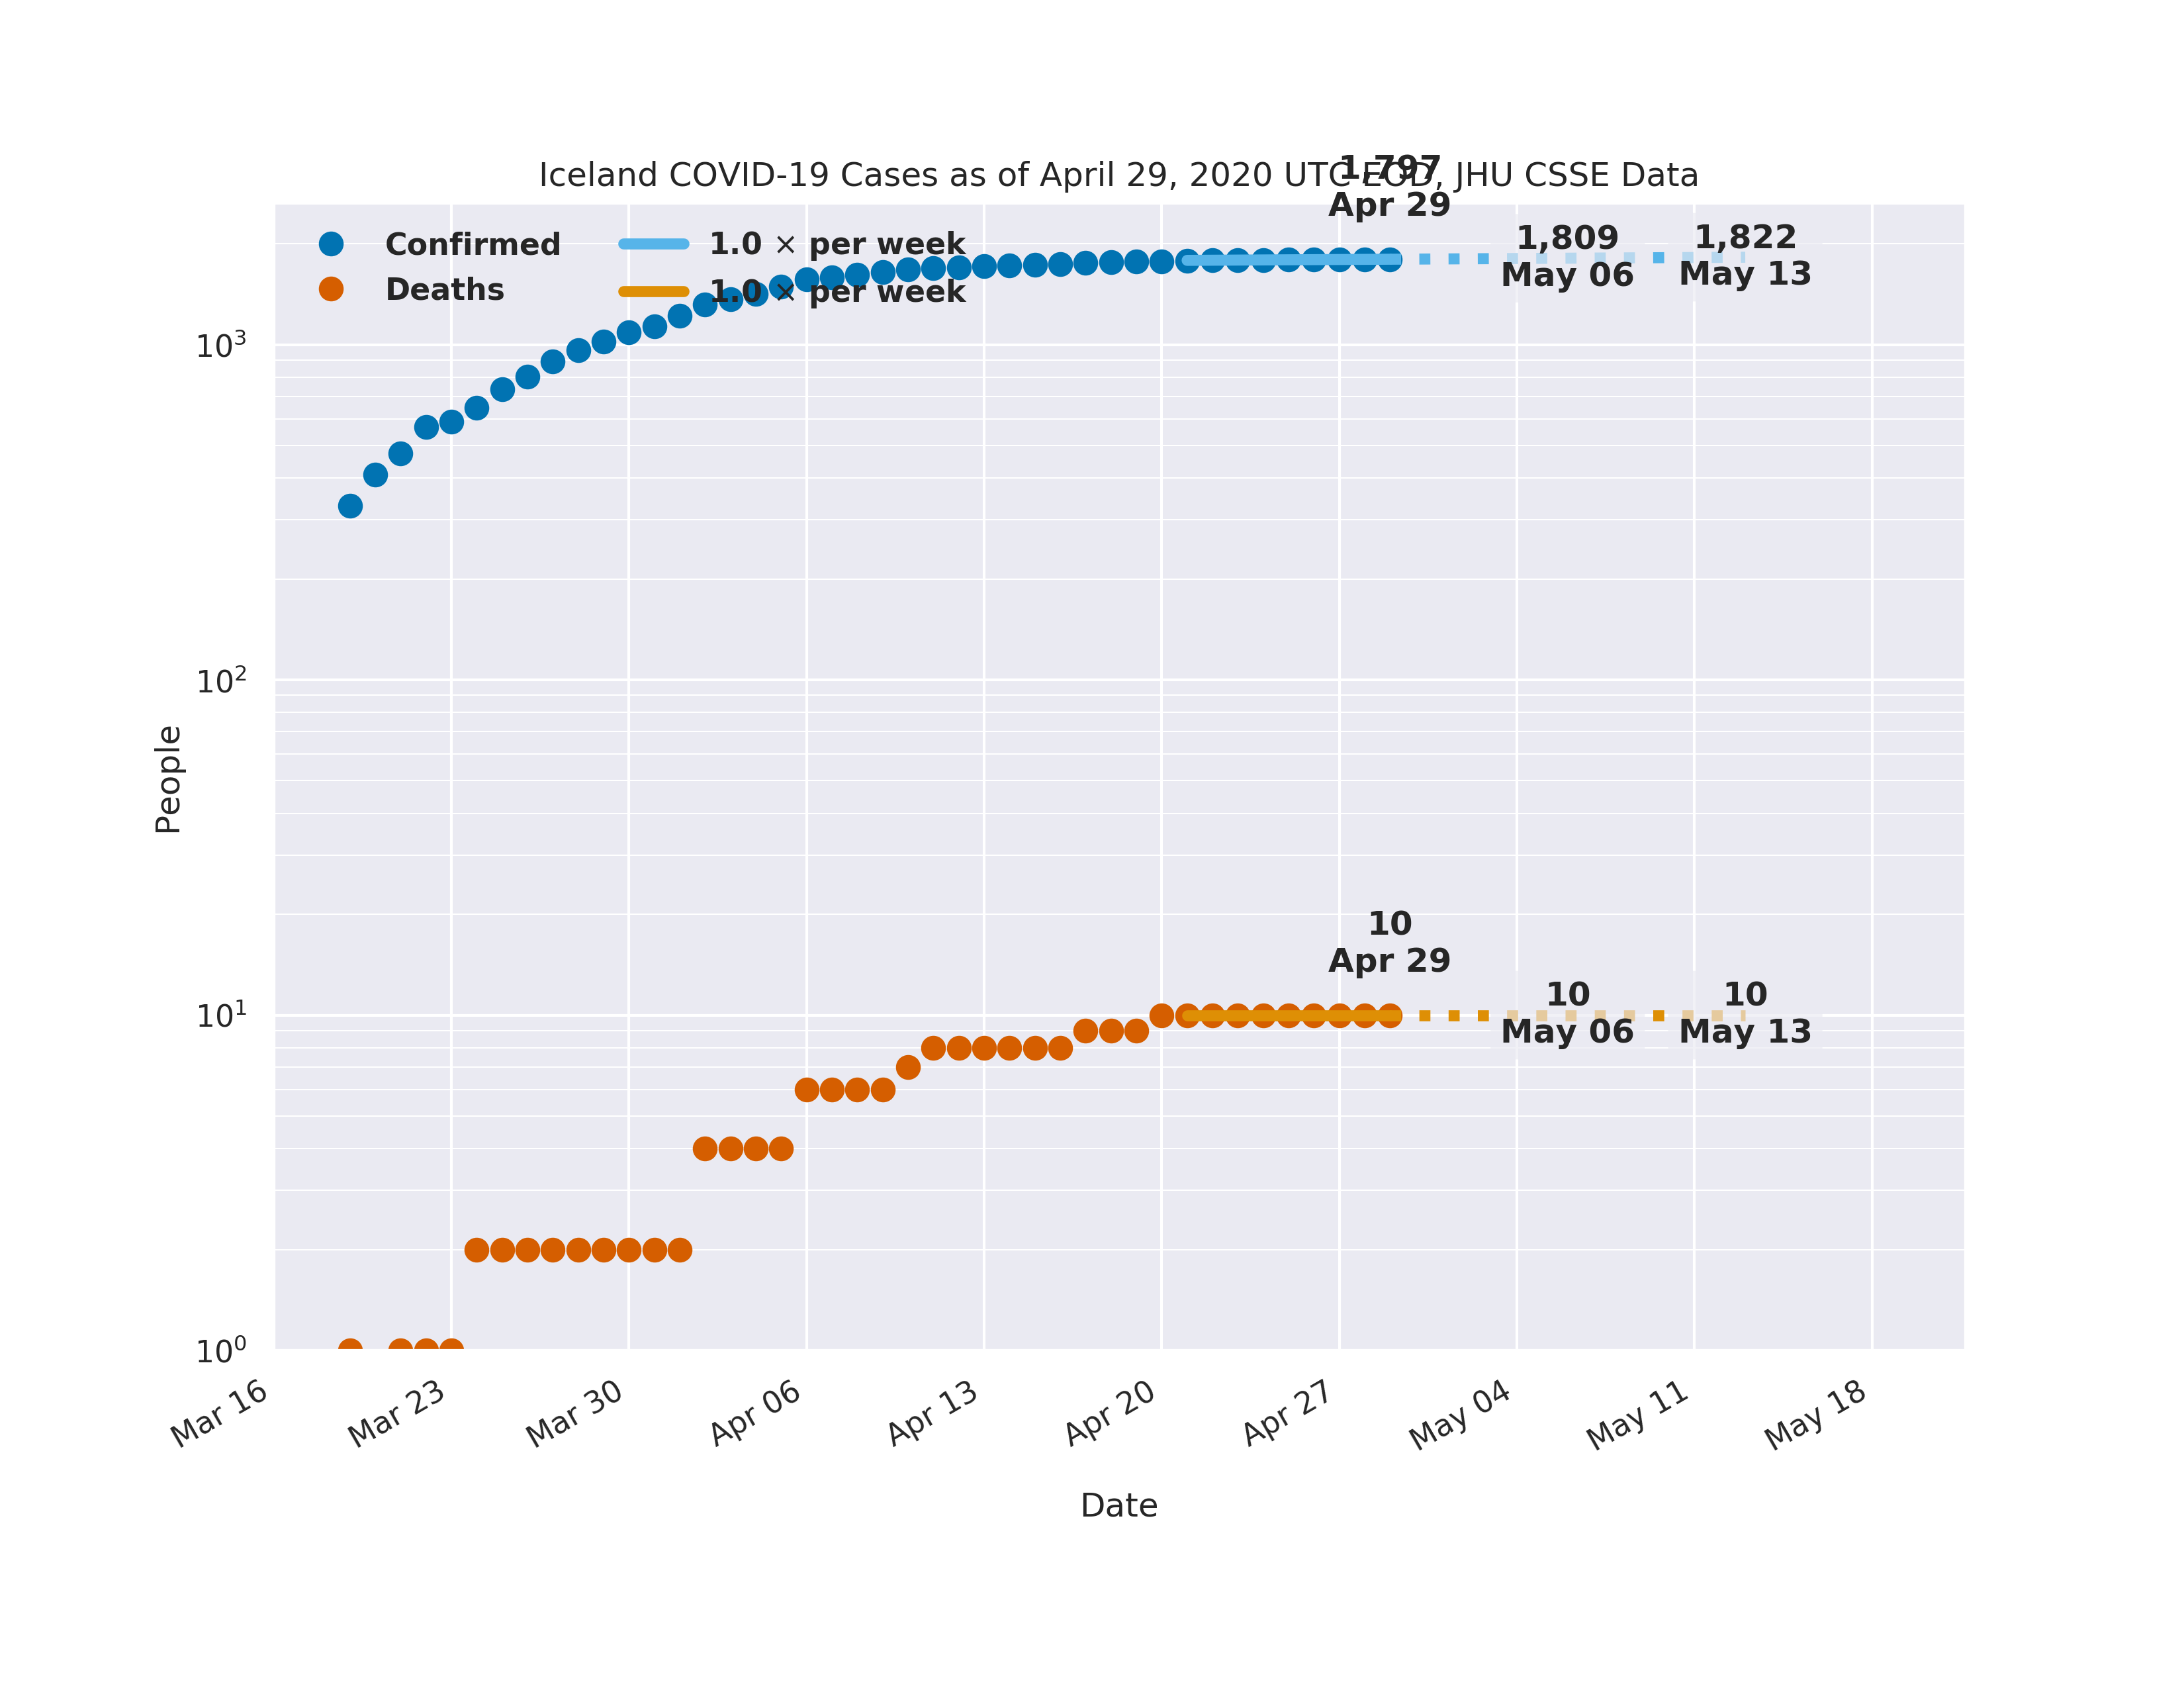 Iceland COVID-19 Cases as of April 29, 2020 UTC EOD, JHU CSSE Data
1,797
Apr 29
Confirmed
Deaths
1.0 × per week
1.0 × per week
1,809
May 06
1,822
May 13
10
Apr 29
10
May 06
10
May 13
People
10³
10²
10¹
10⁰
Mar 16
Mar 23
Mar 30
Apr 06
Apr 13
Apr 20
Apr 27
May 04
May 11
May 18
Date